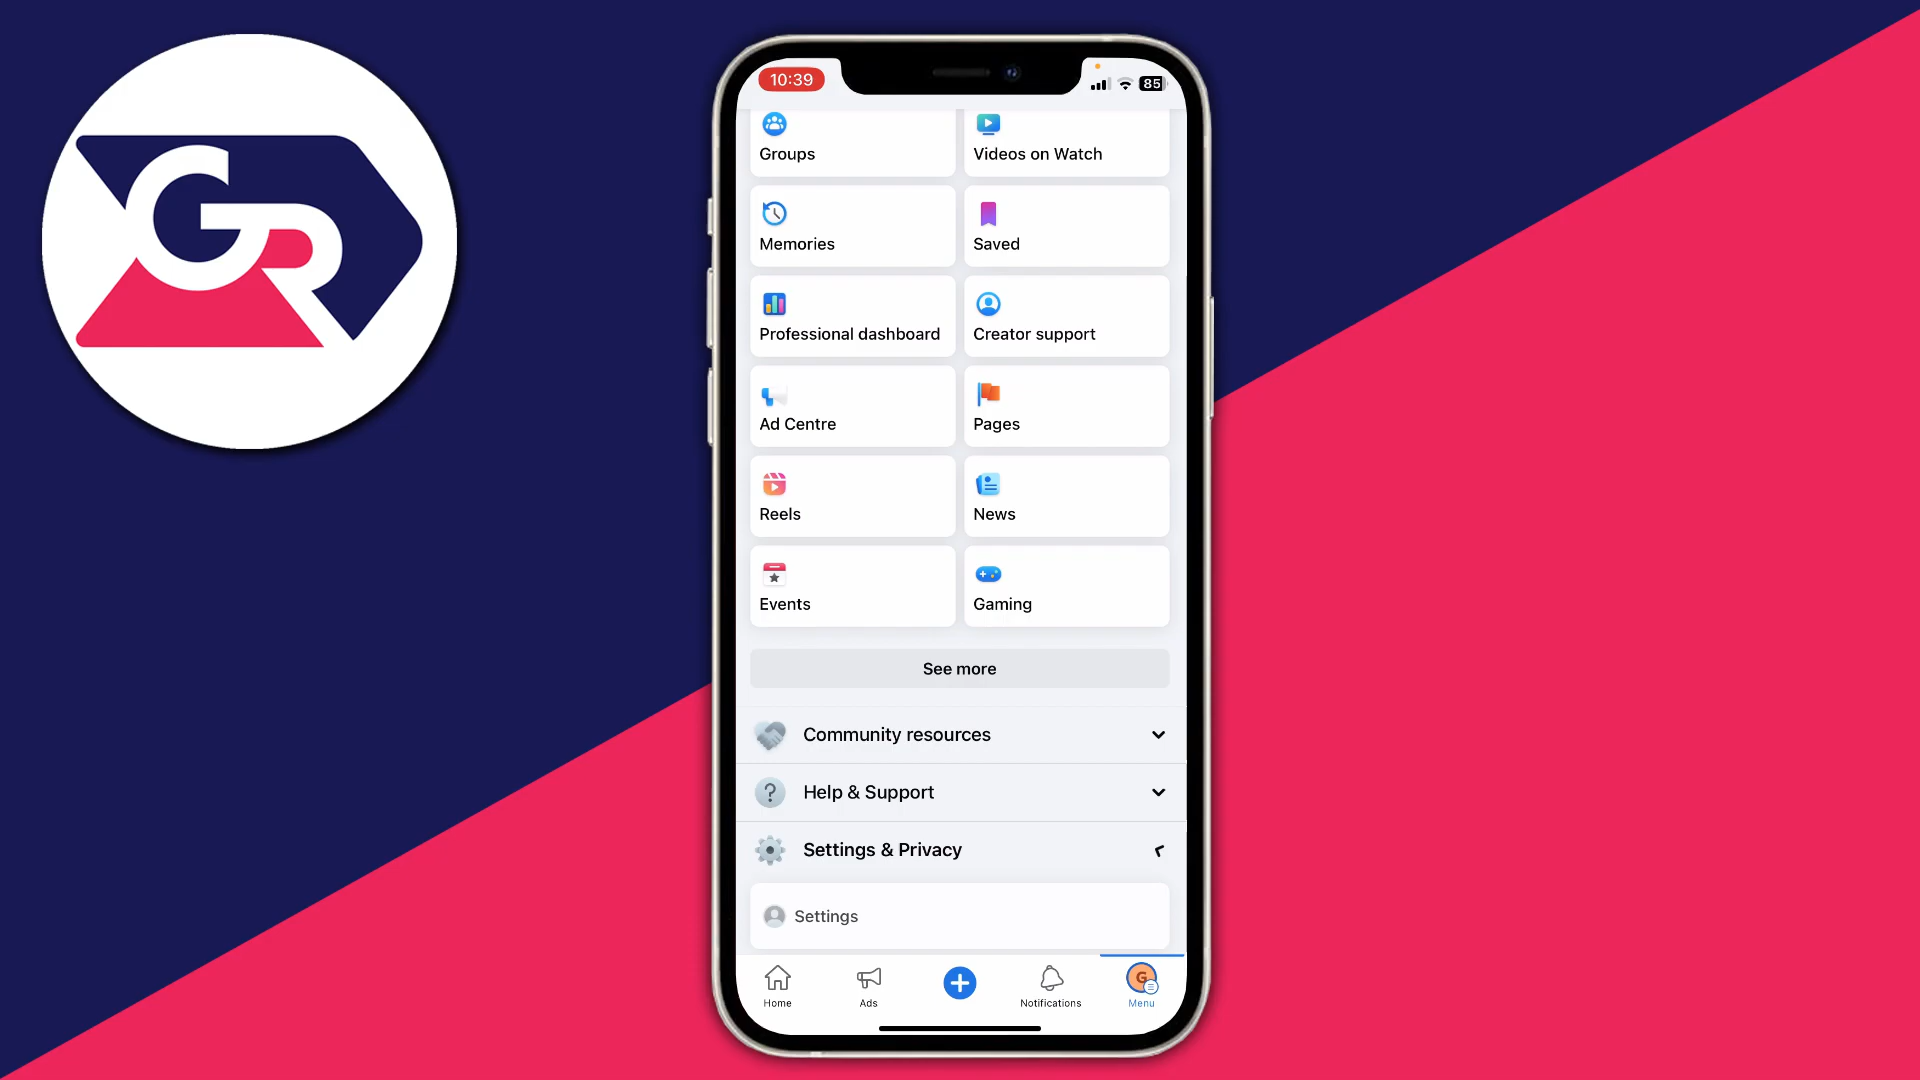 GR
10:39
85
Groups
Videos on Watch
Memories
Saved
Professional dashboard
Creator support
Ad Centre
Pages
Reels
News
Events
Gaming
See more
Community resources
Help & Support
Settings & Privacy
Settings
G
Home
Ads
Notifications
Menu